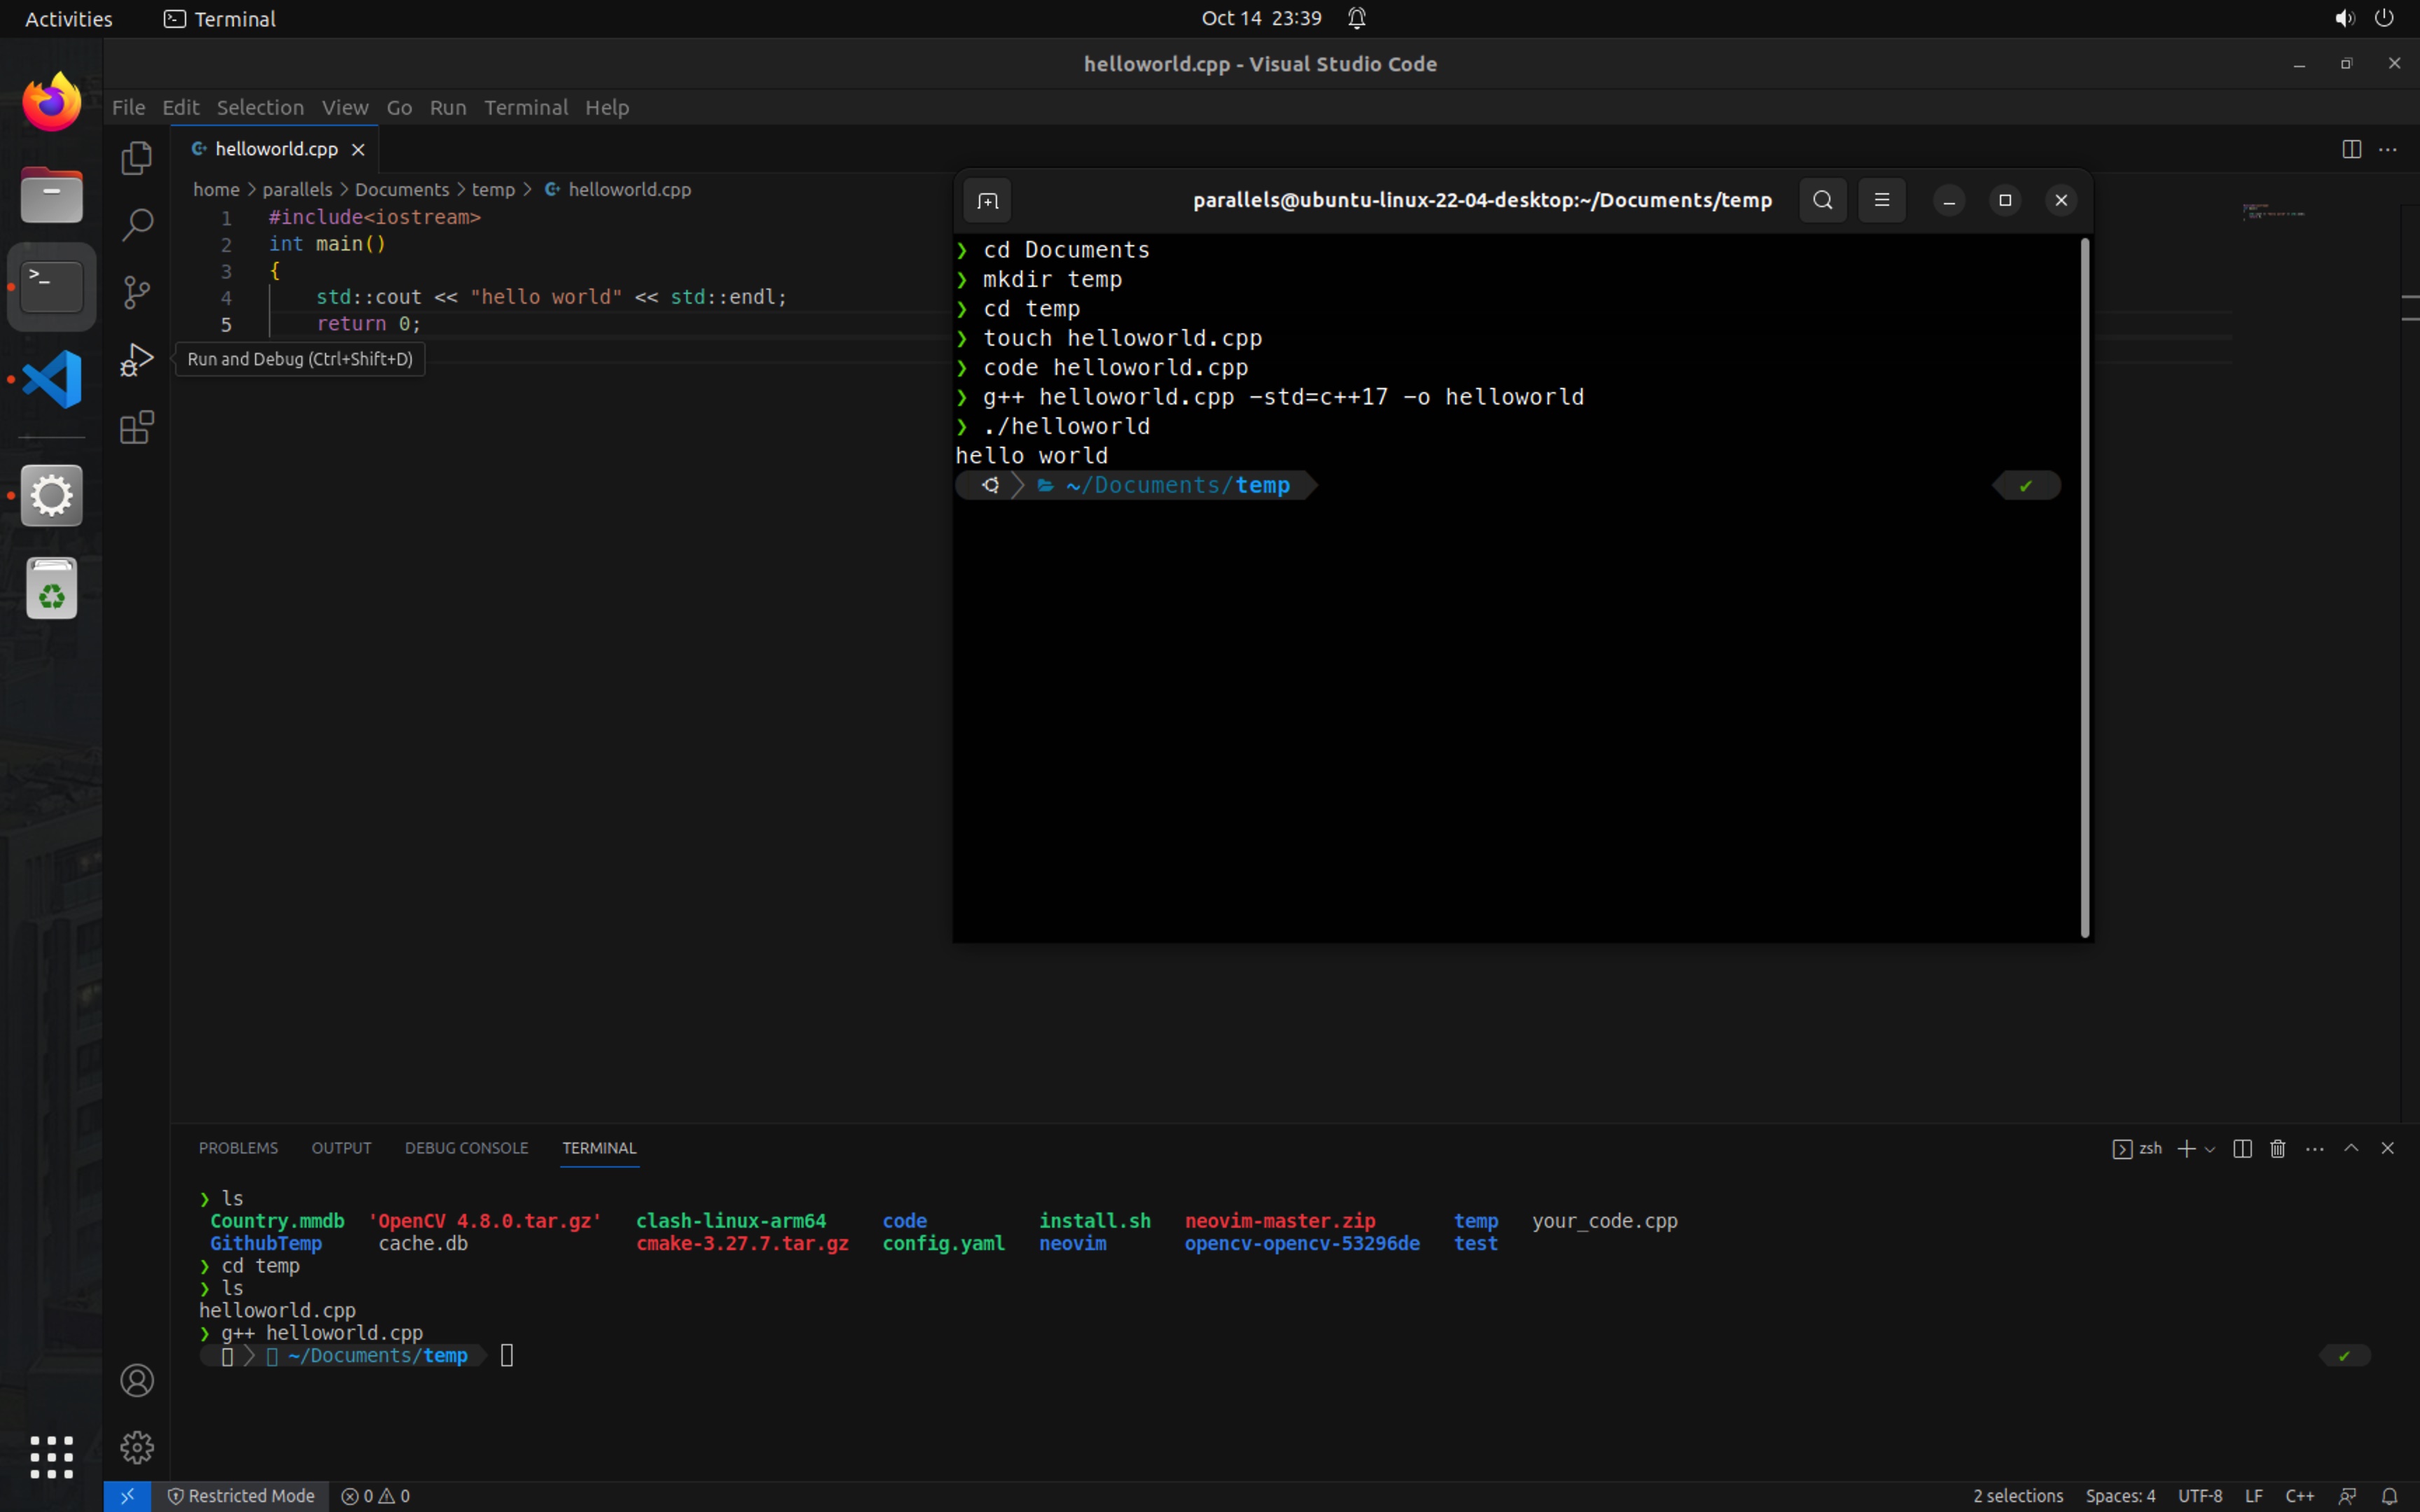 Activities Terminal Oct 14 23:39
helloworld.cpp - Visual Studio Code
File Edit Selection View Go Run Terminal Help
helloworld.cpp
home > parallels > Documents > temp > helloworld.cpp
1 #include<iostream>
2 int main()
3 {
4 std::cout << "hello world" << std::endl;
5 return 0;
Run and Debug (Ctrl+Shift+D)
parallels@ubuntu-linux-22-04-desktop:~/Documents/temp
❯ cd Documents
❯ mkdir temp
❯ cd temp
❯ touch helloworld.cpp
❯ code helloworld.cpp
❯ g++ helloworld.cpp -std=c++17 -o helloworld
❯ ./helloworld
hello world
~/Documents/temp ✔
PROBLEMS OUTPUT DEBUG CONSOLE TERMINAL
zsh
❯ ls
Country.mmdb 'OpenCV 4.8.0.tar.gz' clash-linux-arm64 code install.sh neovim-master.zip temp your_code.cpp
GithubTemp cache.db cmake-3.27.7.tar.gz config.yaml neovim opencv-opencv-53296de test
❯ cd temp
❯ ls
helloworld.cpp
❯ g++ helloworld.cpp
~/Documents/temp ✔
Restricted Mode 0 0 2 selections Spaces: 4 UTF-8 LF C++